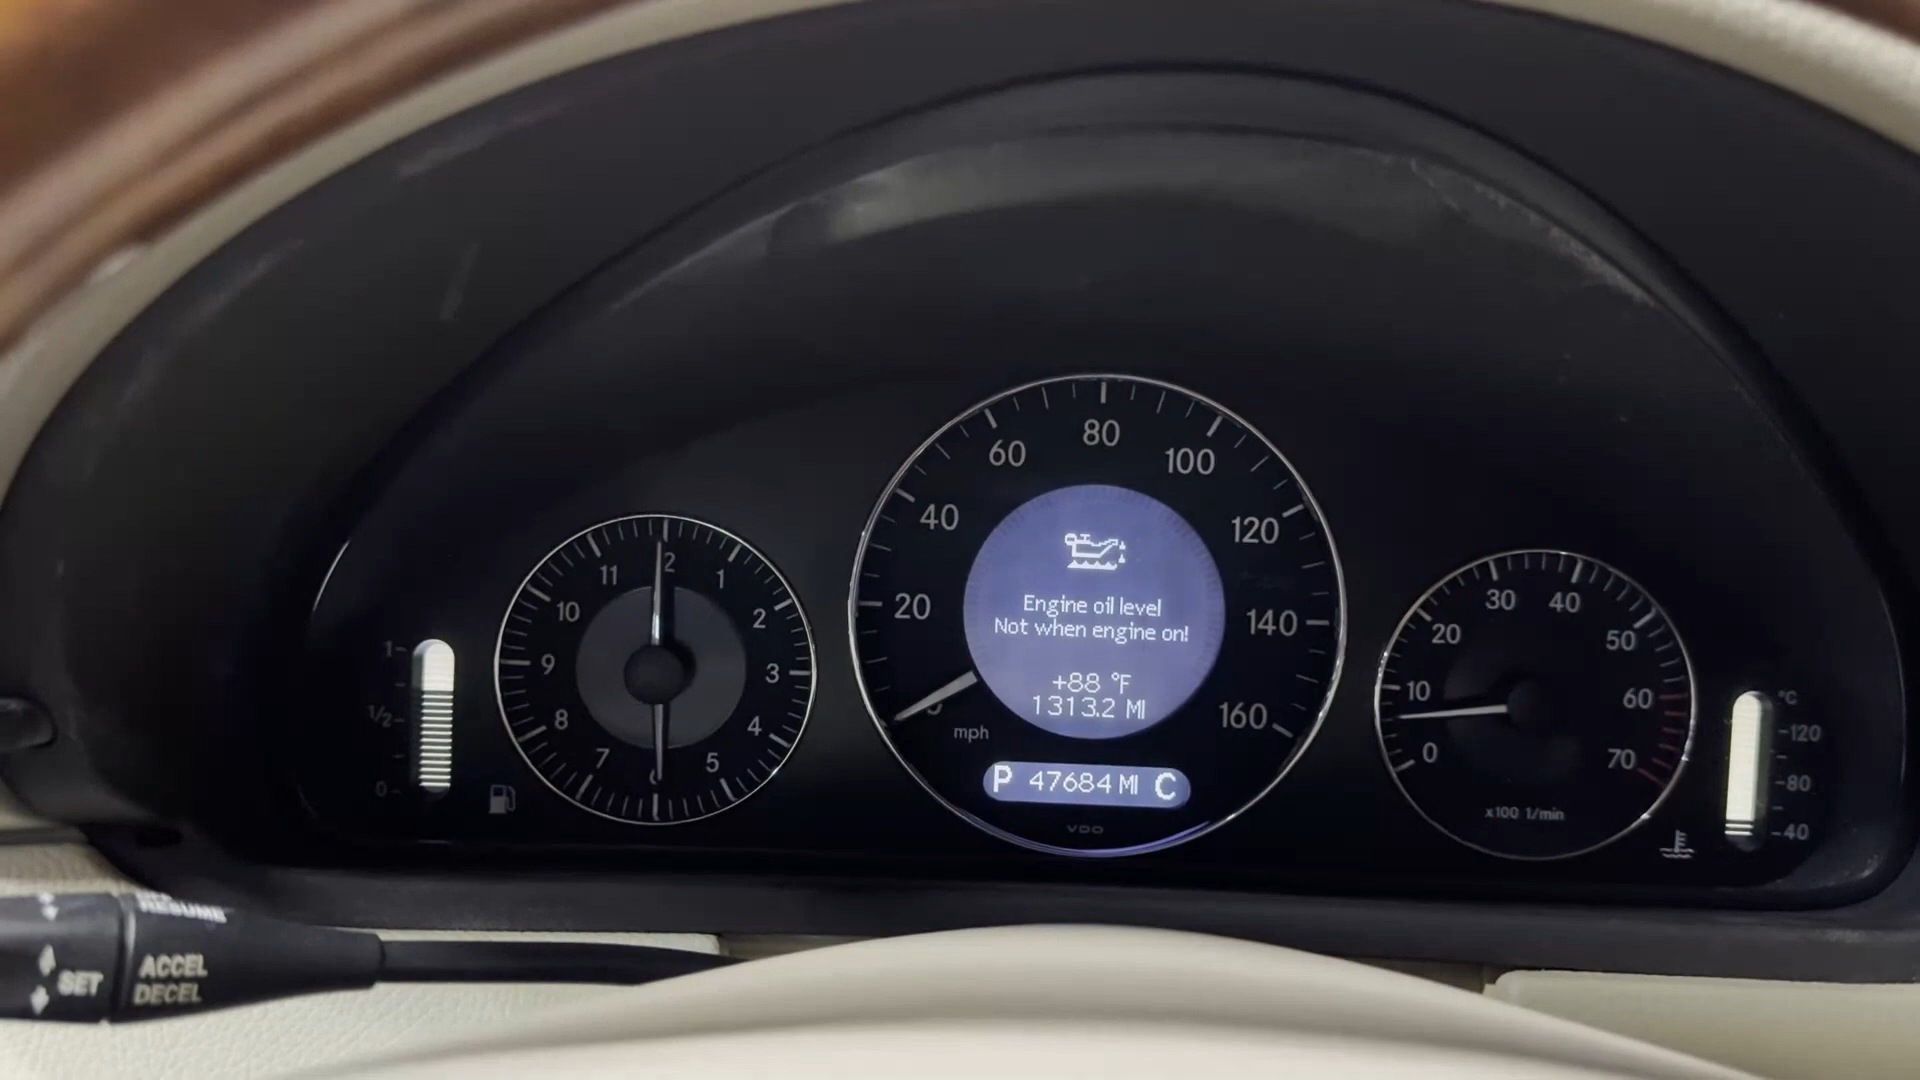 60
80
100
40
120
20
140
160
mph
Engine oil level
Not when engine on!
+88 °F
1313.2 MI
P 47684 MI C
VDO
11
1
10
2
9
3
8
4
7
5
1
1/2
0
30
40
20
50
10
60
0
70
x100 1/min
°C
120
80
40
RESUME
SET
ACCEL
DECEL